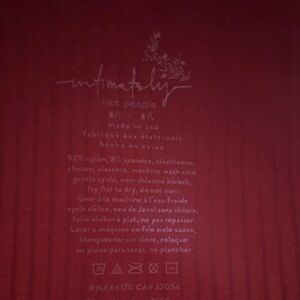 intimately
free people
made in usa
fabriqué aux états-unis
hecho en ee.uu
92% nylon, 8% spandex, elasthanne,
elastan, elastane, machine wash cold
gentle cycle, non-chlorine bleach,
lay flat to dry, do not iron
laver à la machine à l'eau froide
cycle délica, eau de Javel sans chlore,
faire sécher à plat, ne pas repasser.
Lavar a máquina en frío ciclo suave,
blanqueador sin cloro, coloque
en plano para secar, no planchar
RN# 66170 CA# 32054